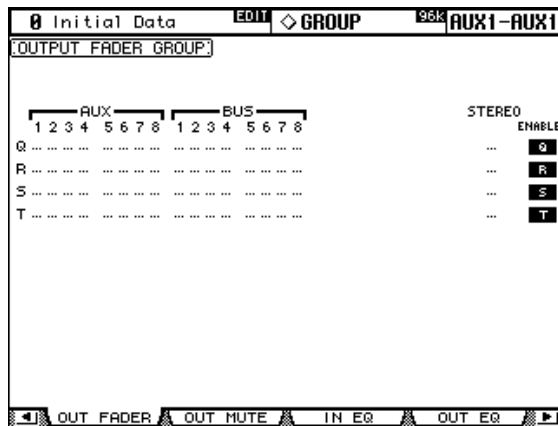 0 Initial Data EDIT ◇GROUP 96k AUX1-AUX1
OUTPUT FADER GROUP
AUX BUS STEREO
1 2 3 4 5 6 7 8 1 2 3 4 5 6 7 8 ENABLE
Q ... ... ... ... ... ... ... ... ... ... ... ... ... ... ... ... ... Q
R ... ... ... ... ... ... ... ... ... ... ... ... ... ... ... ... ... R
S ... ... ... ... ... ... ... ... ... ... ... ... ... ... ... ... ... S
T ... ... ... ... ... ... ... ... ... ... ... ... ... ... ... ... ... T
OUT FADER OUT MUTE IN EQ OUT EQ